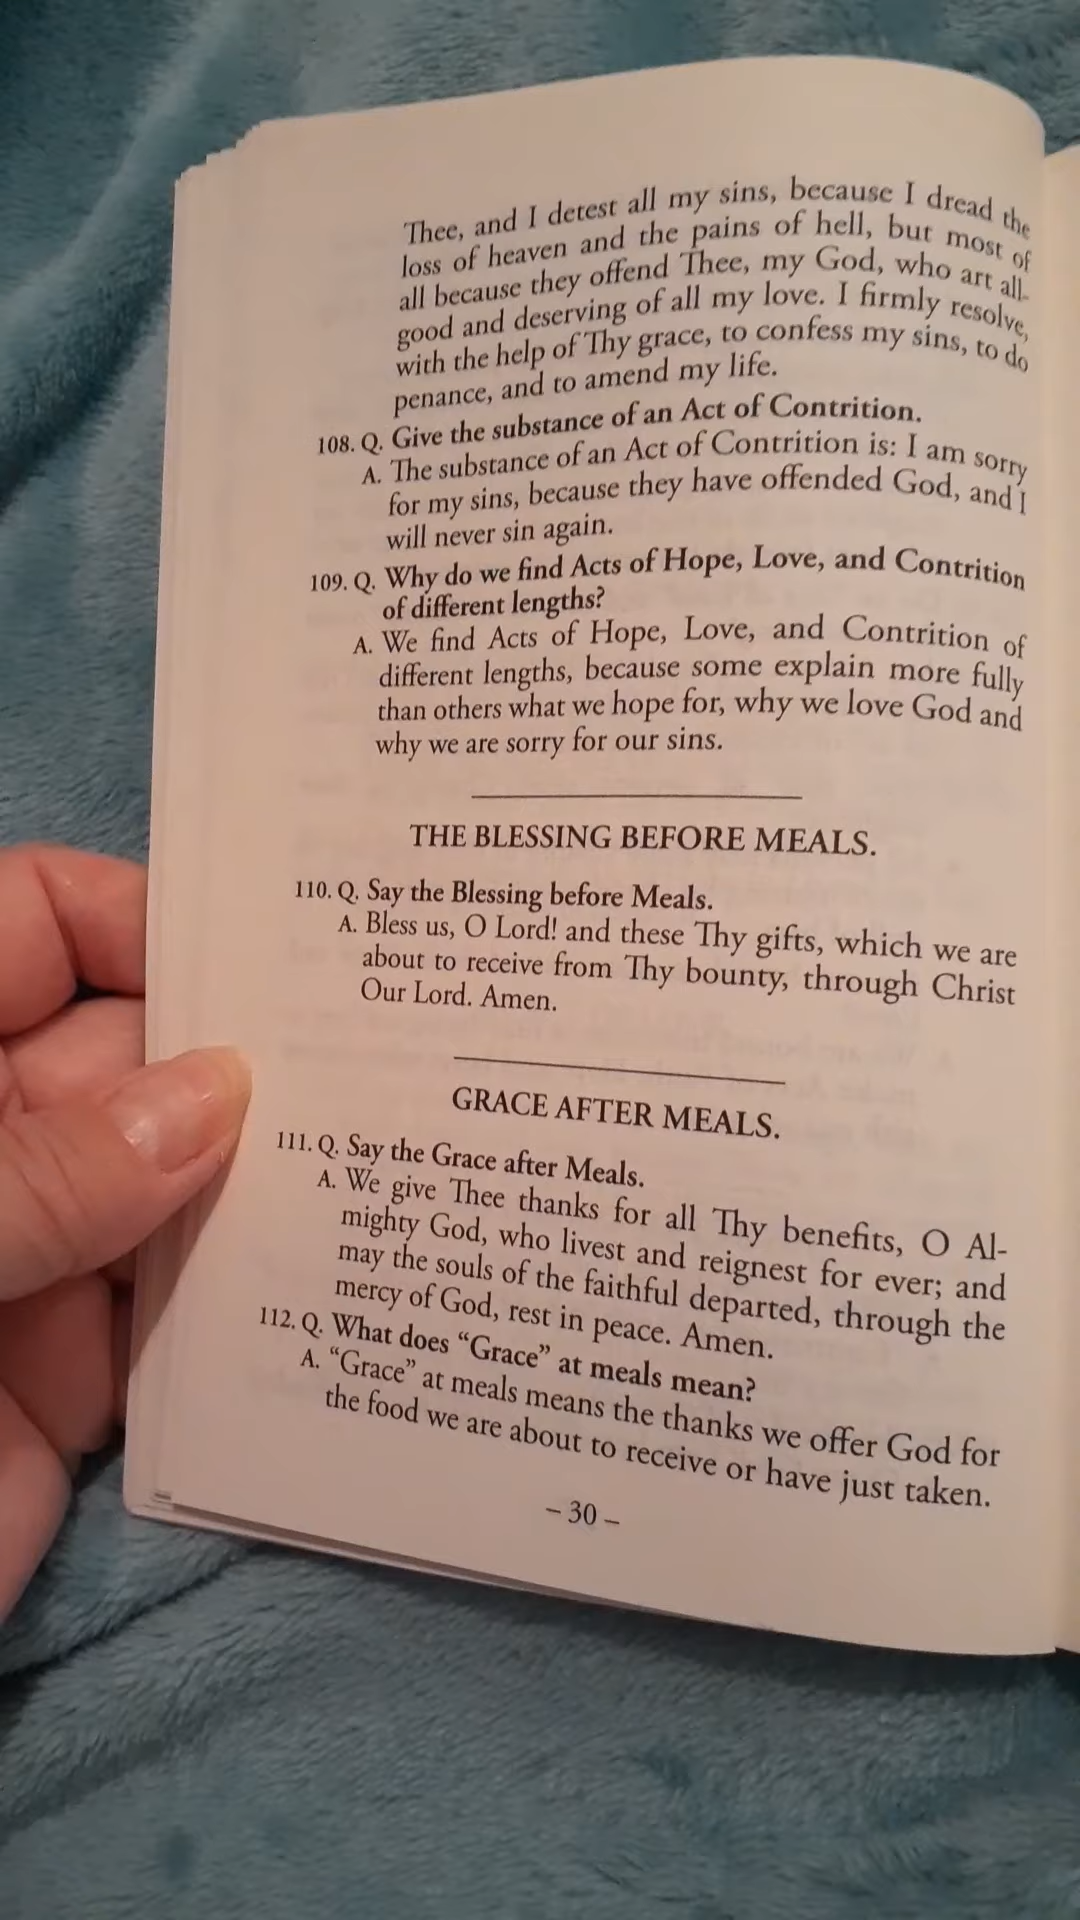 Thee, and I detest all my sins, because I dread the
loss of heaven and the pains of hell, but most of
all because they offend Thee, my God, who art all-
good and deserving of all my love. I firmly resolve,
with the help of Thy grace, to confess my sins, to do
penance, and to amend my life.
108. Q. Give the substance of an Act of Contrition.
A. The substance of an Act of Contrition is: I am sorry
for my sins, because they have offended God, and I
will never sin again.
109. Q. Why do we find Acts of Hope, Love, and Contrition
of different lengths?
A. We find Acts of Hope, Love, and Contrition of
different lengths, because some explain more fully
than others what we hope for, why we love God and
why we are sorry for our sins.
THE BLESSING BEFORE MEALS.
110. Q. Say the Blessing before Meals.
A. Bless us, O Lord! and these Thy gifts, which we are
about to receive from Thy bounty, through Christ
Our Lord. Amen.
GRACE AFTER MEALS.
111. Q. Say the Grace after Meals.
A. We give Thee thanks for all Thy benefits, O Al-
mighty God, who livest and reignest for ever; and
may the souls of the faithful departed, through the
mercy of God, rest in peace. Amen.
112. Q. What does “Grace” at meals mean?
A. “Grace” at meals means the thanks we offer God for
the food we are about to receive or have just taken.
– 30 –